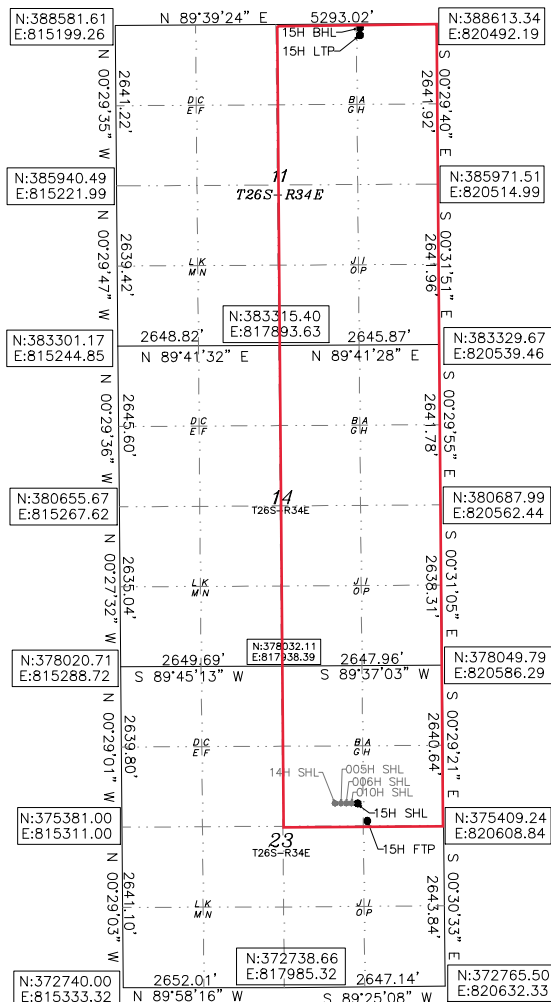 N:388581.61
E:815199.26
N 89°39'24" E
5293.02'
N:388613.34
E:820492.19
15H BHL
15H LTP
N 00°29'35" W
2641.22'
D C
E F
B A
G H
2641.92'
S 00°29'40" E
N:385940.49
E:815221.99
11
T26S-R34E
N:385971.51
E:820514.99
N 00°29'47" W
2639.42'
L K
M N
J I
O P
2641.96'
S 00°31'51" E
N:383315.40
E:817893.63
N:383301.17
E:815244.85
2648.82'
N 89°41'32" E
2645.87'
N 89°41'28" E
N:383329.67
E:820539.46
N 00°29'36" W
2645.60'
D C
E F
B A
G H
2641.78'
S 00°29'55" E
N:380655.67
E:815267.62
14
T26S-R34E
N:380687.99
E:820562.44
N 00°27'32" W
2635.04'
L K
M N
J I
O P
2638.31'
S 00°31'05" E
N:378032.11
E:817938.39
N:378020.71
E:815288.72
2649.69'
S 89°45'13" W
2647.96'
S 89°37'03" W
N:378049.79
E:820586.29
N 00°29'01" W
2639.80'
D C
E F
B A
G H
2640.64'
S 00°29'21" E
14H SHL
005H SHL
006H SHL
010H SHL
15H SHL
N:375381.00
E:815311.00
23
T26S-R34E
15H FTP
N:375409.24
E:820608.84
N 00°29'03" W
2641.10'
L K
M N
J I
O P
2643.84'
S 00°30'33" E
N:372738.66
E:817985.32
N:372740.00
E:815333.32
2652.01'
N 89°58'16" W
2647.14'
S 89°25'08" W
N:372765.50
E:820632.33